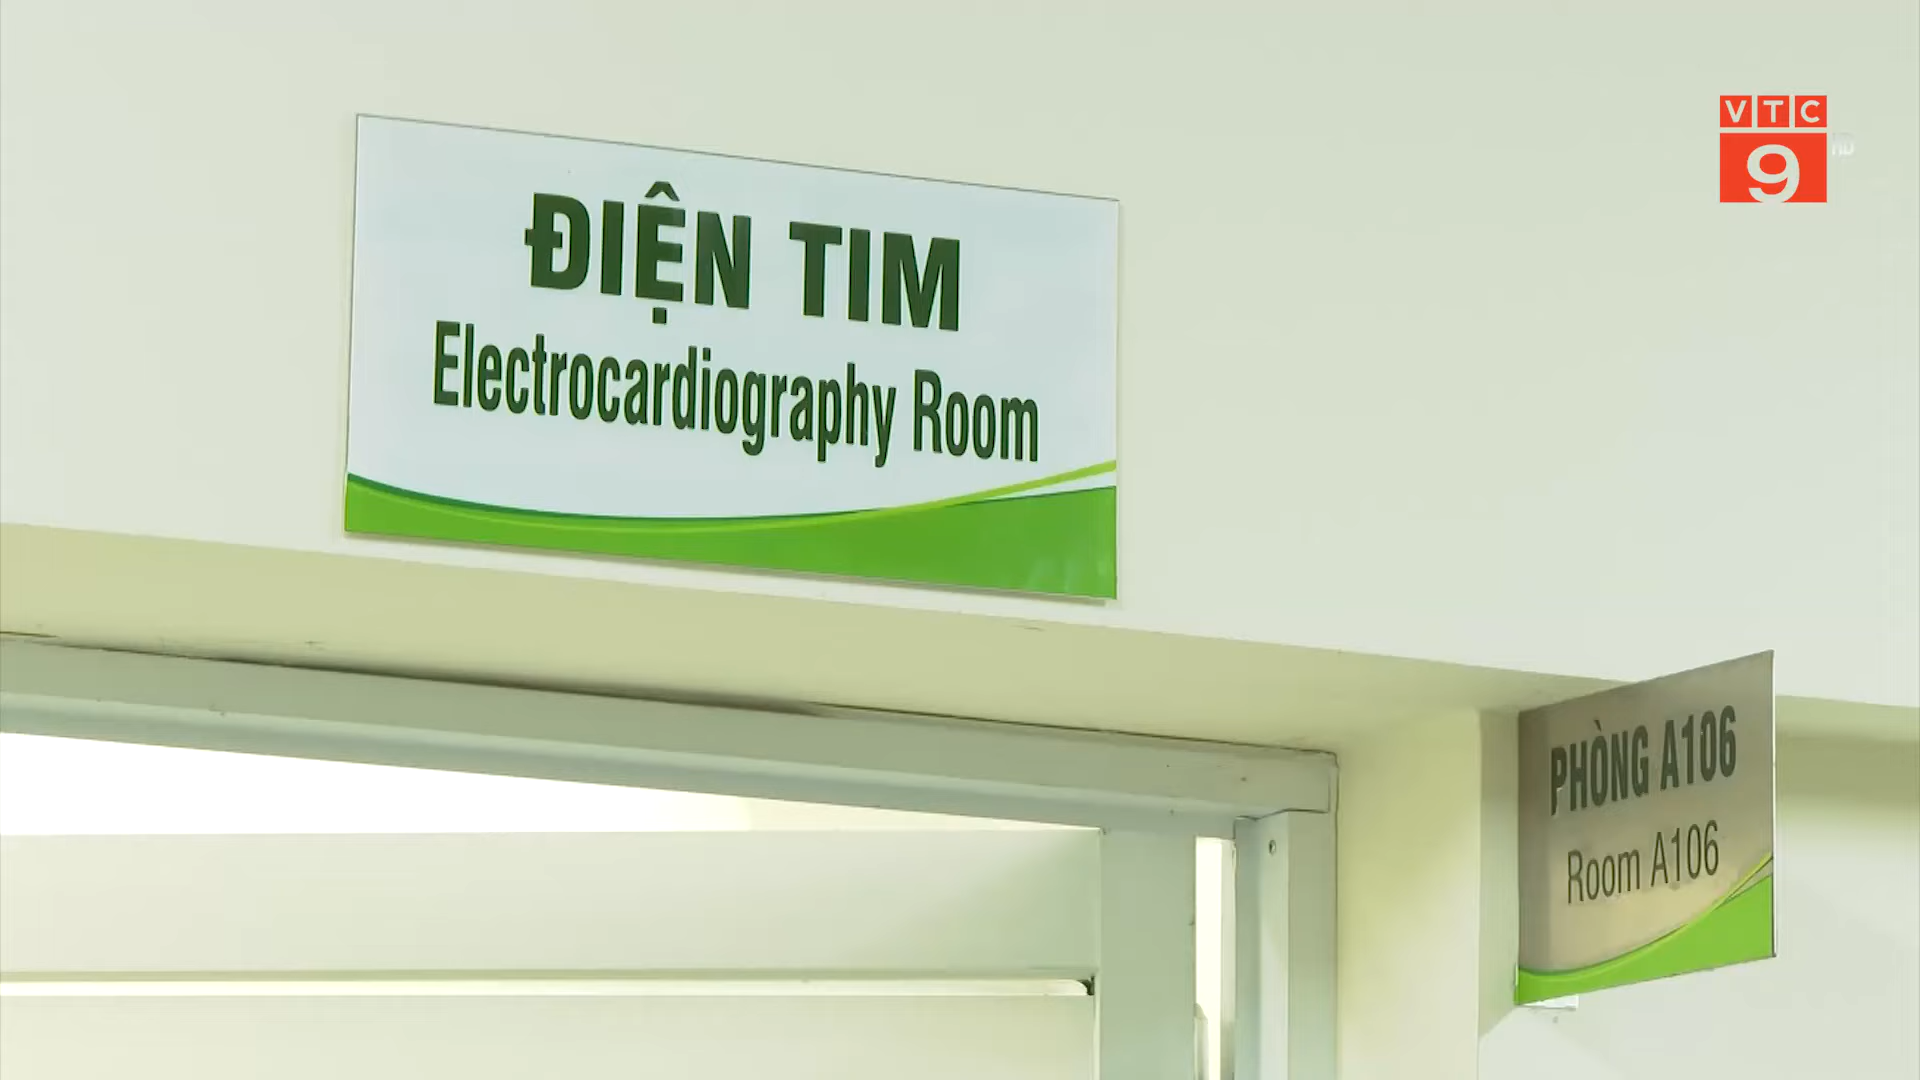 VTC
9
HD
ĐIỆN TIM
Electrocardiography Room
PHÒNG A106
Room A106